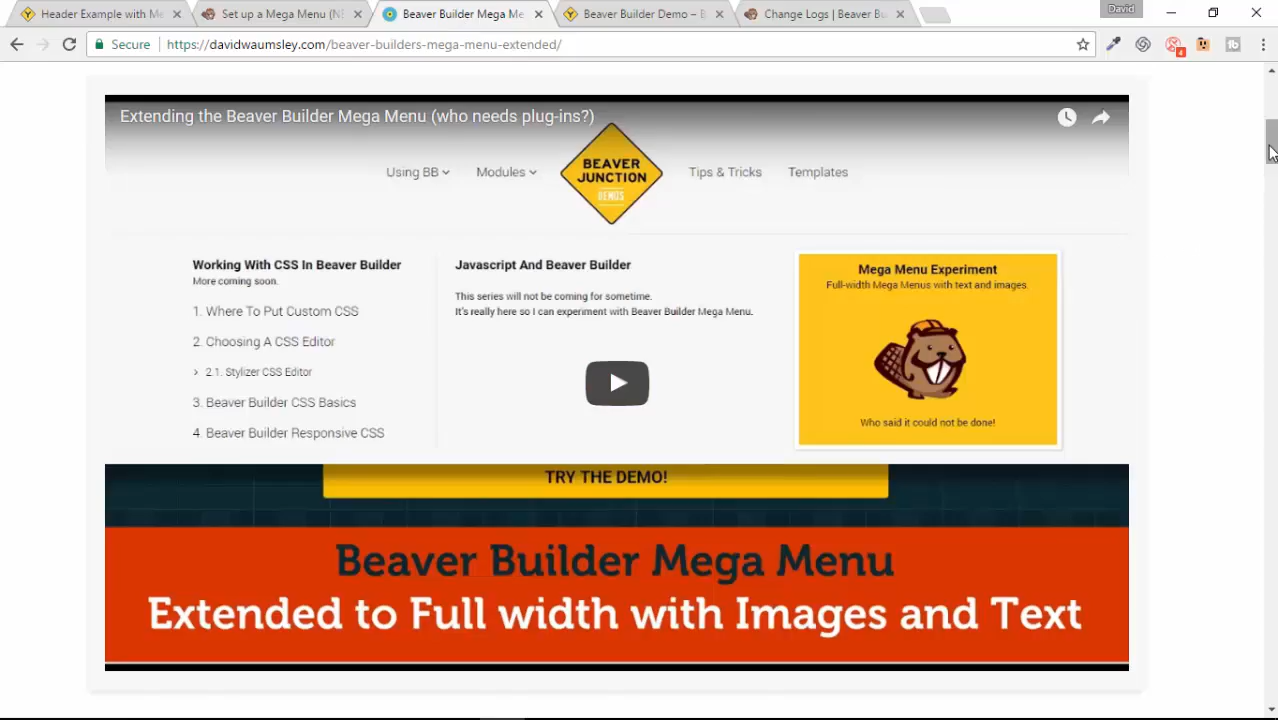 Header Example with Me
Set up a Mega Menu (N
Beaver Builder Mega Me
Beaver Builder Demo – B
Change Logs | Beaver Bu
David
Secure
https://davidwaumsley.com/beaver-builders-mega-menu-extended/
4
Extending the Beaver Builder Mega Menu (who needs plug-ins?)
Using BB
Modules
BEAVER
JUNCTION
DEMOS
Tips & Tricks
Templates
Working With CSS In Beaver Builder
More coming soon.
1. Where To Put Custom CSS
2. Choosing A CSS Editor
> 2.1. Stylizer CSS Editor
3. Beaver Builder CSS Basics
4. Beaver Builder Responsive CSS
Javascript And Beaver Builder
This series will not be coming for sometime.
It's really here so I can experiment with Beaver Builder Mega Menu.
Mega Menu Experiment
Full-width Mega Menus with text and images.
Who said it could not be done!
TRY THE DEMO!
Beaver Builder Mega Menu
Extended to Full width with Images and Text